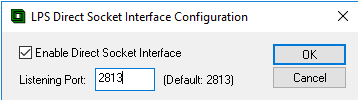 LPS Direct Socket Interface Configuration
Enable Direct Socket Interface
OK
Listening Port: 2813 (Default: 2813)
Cancel